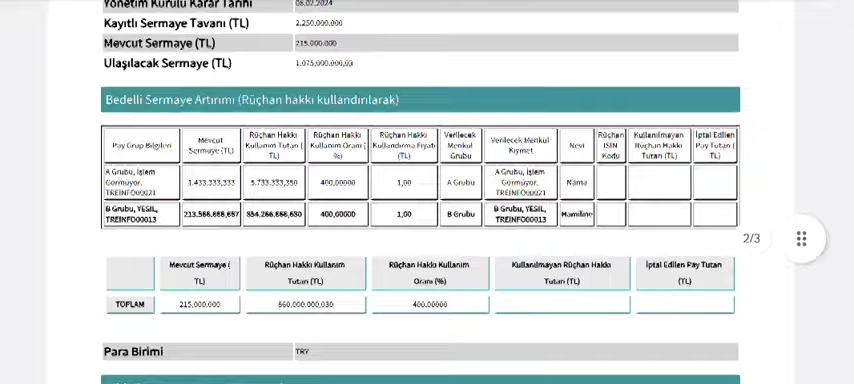 Yönetim Kurulu Karar Tarihi 08.02.2024
Kayıtlı Sermaye Tavanı (TL) 2.250.000.000
Mevcut Sermaye (TL) 215.000.000
Ulaşılacak Sermaye (TL) 1.075.000.000,03
Bedelli Sermaye Artırımı (Rüçhan hakkı kullandırılarak)
Pay Grup Bilgileri Mevcut Sermaye (TL) Rüçhan Hakkı Kullanım Tutarı (TL) Rüçhan Hakkı Kullanım Oranı (%) Rüçhan Hakkı Kullandırma Fiyatı (TL) Verilecek Menkul Grubu Verilecek Menkul Kıymet Nevi Rüçhan ISIN Kodu Kullanılmayan Rüçhan Hakkı Tutarı (TL) İptal Edilen Pay Tutarı (TL)
A Grubu, İşlem Görmüyor, TREINFO00021 1.433.333,333 5.733.333,350 400,00000 1,00 A Grubu A Grubu, İşlem Görmüyor, TREINFO00021 Nama
B Grubu, YESIL, TREINFO00013 213.566.666,667 854.266.666,680 400,00000 1,00 B Grubu B Grubu, YESIL, TREINFO00013 Hamiline
2/3
Mevcut Sermaye (TL) Rüçhan Hakkı Kullanım Tutarı (TL) Rüçhan Hakkı Kullanım Oranı (%) Kullanılmayan Rüçhan Hakkı Tutarı (TL) İptal Edilen Pay Tutarı (TL)
TOPLAM 215.000.000 860.000.000,030 400,00000
Para Birimi TRY